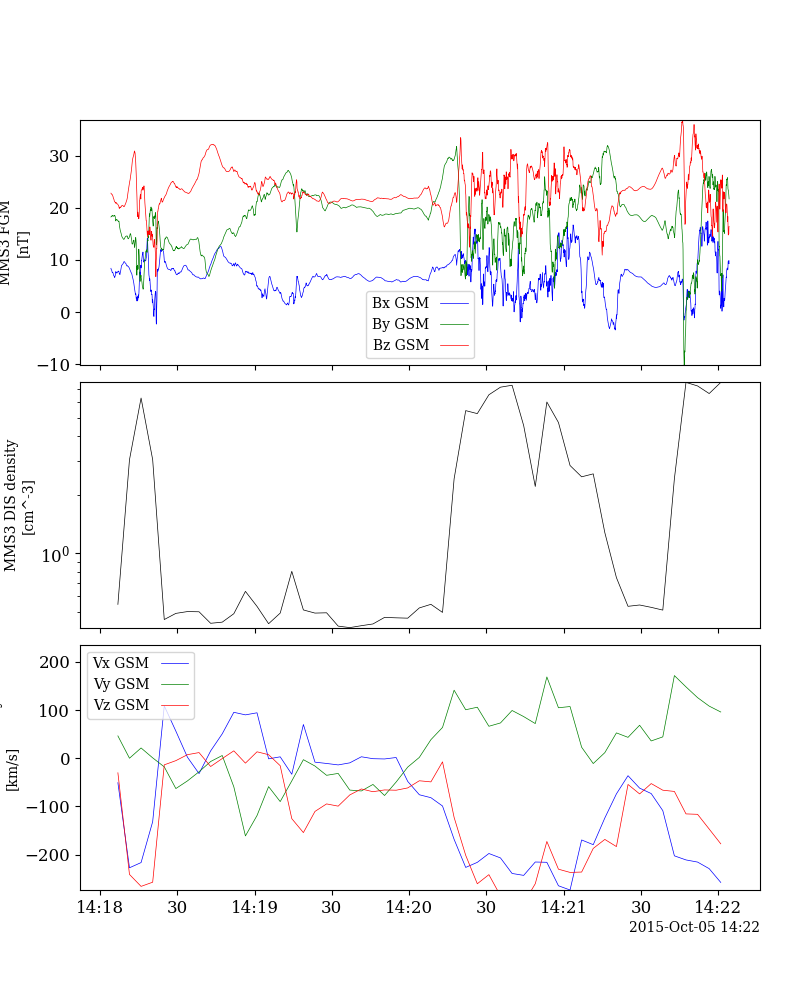 MMS3 FGM
[nT]
30
20
10
0
−10
Bx GSM
By GSM
Bz GSM
MMS3 DIS density
[cm^-3]
10^0
Vx GSM
Vy GSM
Vz GSM
[km/s]
200
100
0
−100
−200
14:18
30
14:19
30
14:20
30
14:21
30
14:22
2015-Oct-05 14:22